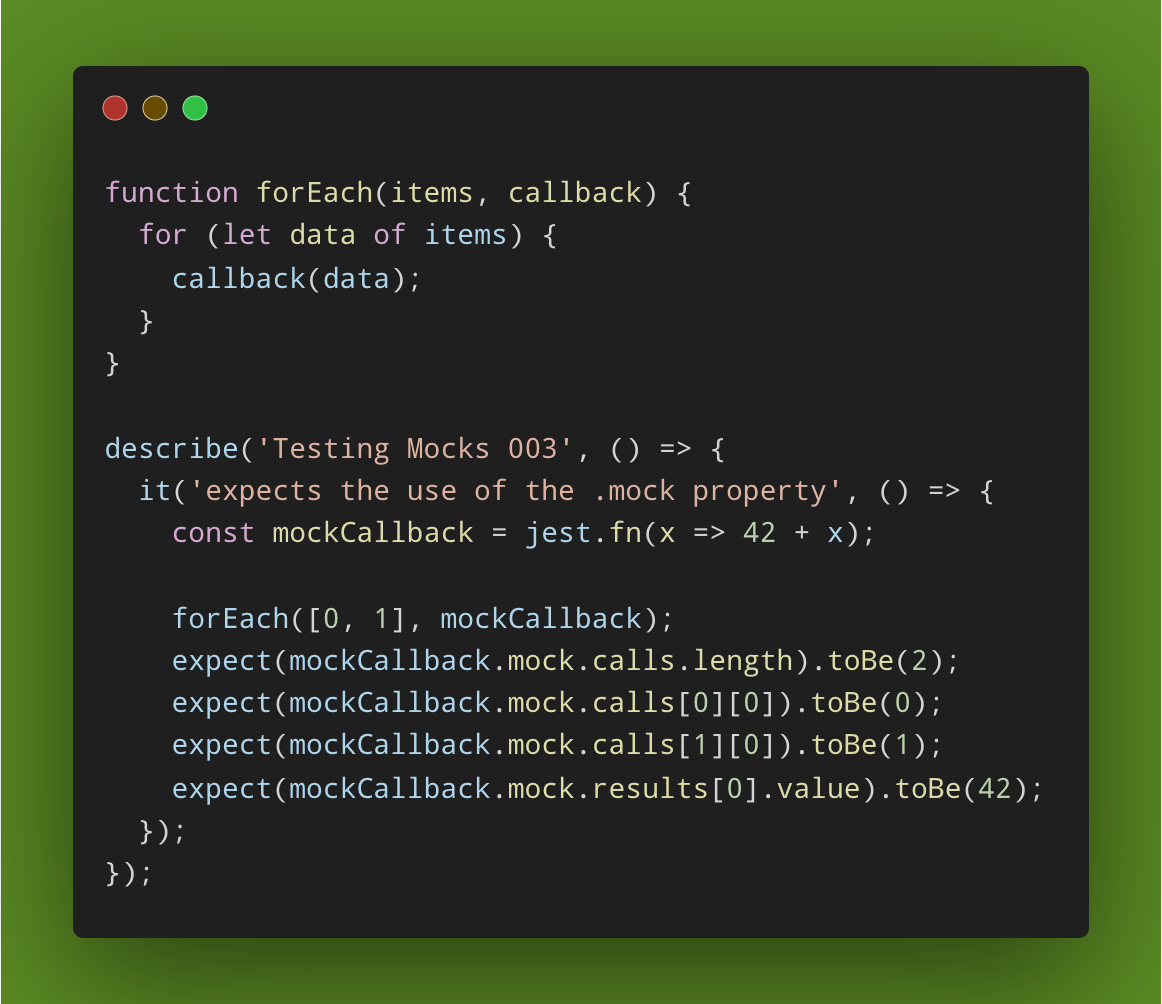 function forEach(items, callback) {
  for (let data of items) {
    callback(data);
  }
}

describe('Testing Mocks 003', () => {
  it('expects the use of the .mock property', () => {
    const mockCallback = jest.fn(x => 42 + x);

    forEach([0, 1], mockCallback);
    expect(mockCallback.mock.calls.length).toBe(2);
    expect(mockCallback.mock.calls[0][0]).toBe(0);
    expect(mockCallback.mock.calls[1][0]).toBe(1);
    expect(mockCallback.mock.results[0].value).toBe(42);
  });
});